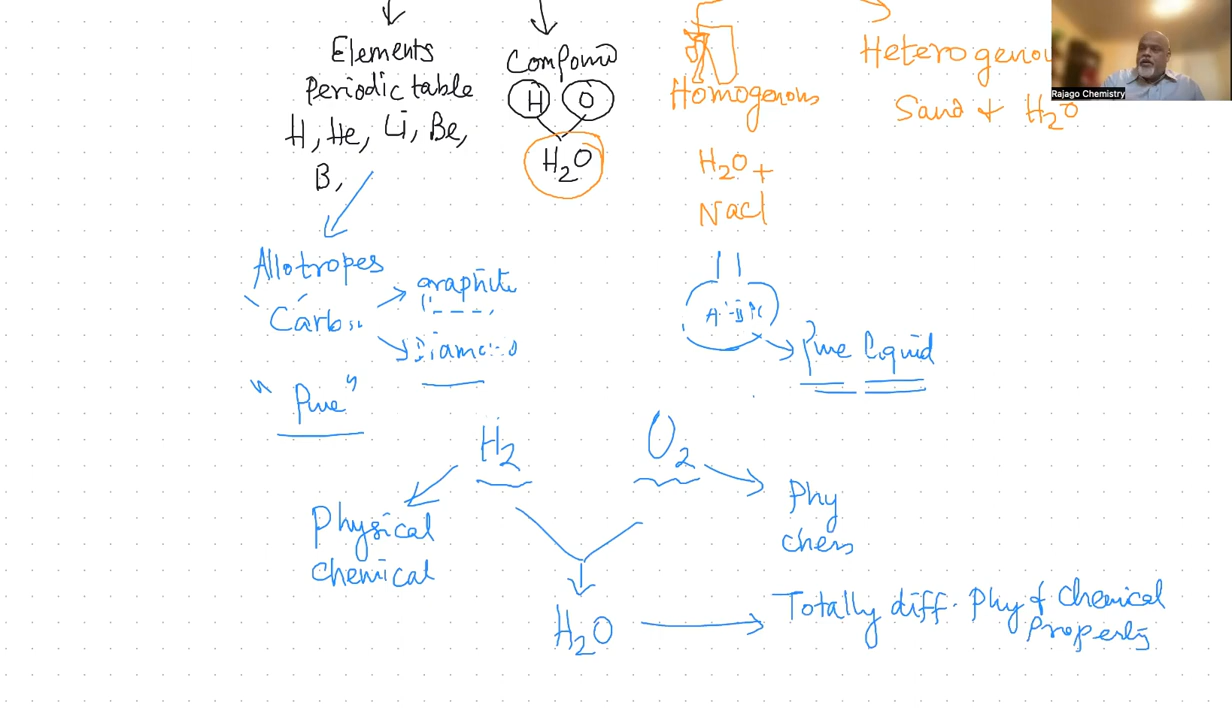 Elements
Periodic table
H, He, Li, Be,
B,
Compound
H O
H2O
Homogenous
H2O +
Nacl
Heterogenou
Sand + H2O
Rajago Chemistry
Allotropes
Carbon
graphite
Diamond
"Pure"
Pure Liquid
H2
O2
Physical
chemical
Phy
chem
H2O
Totally diff. Phy & Chemical
Property